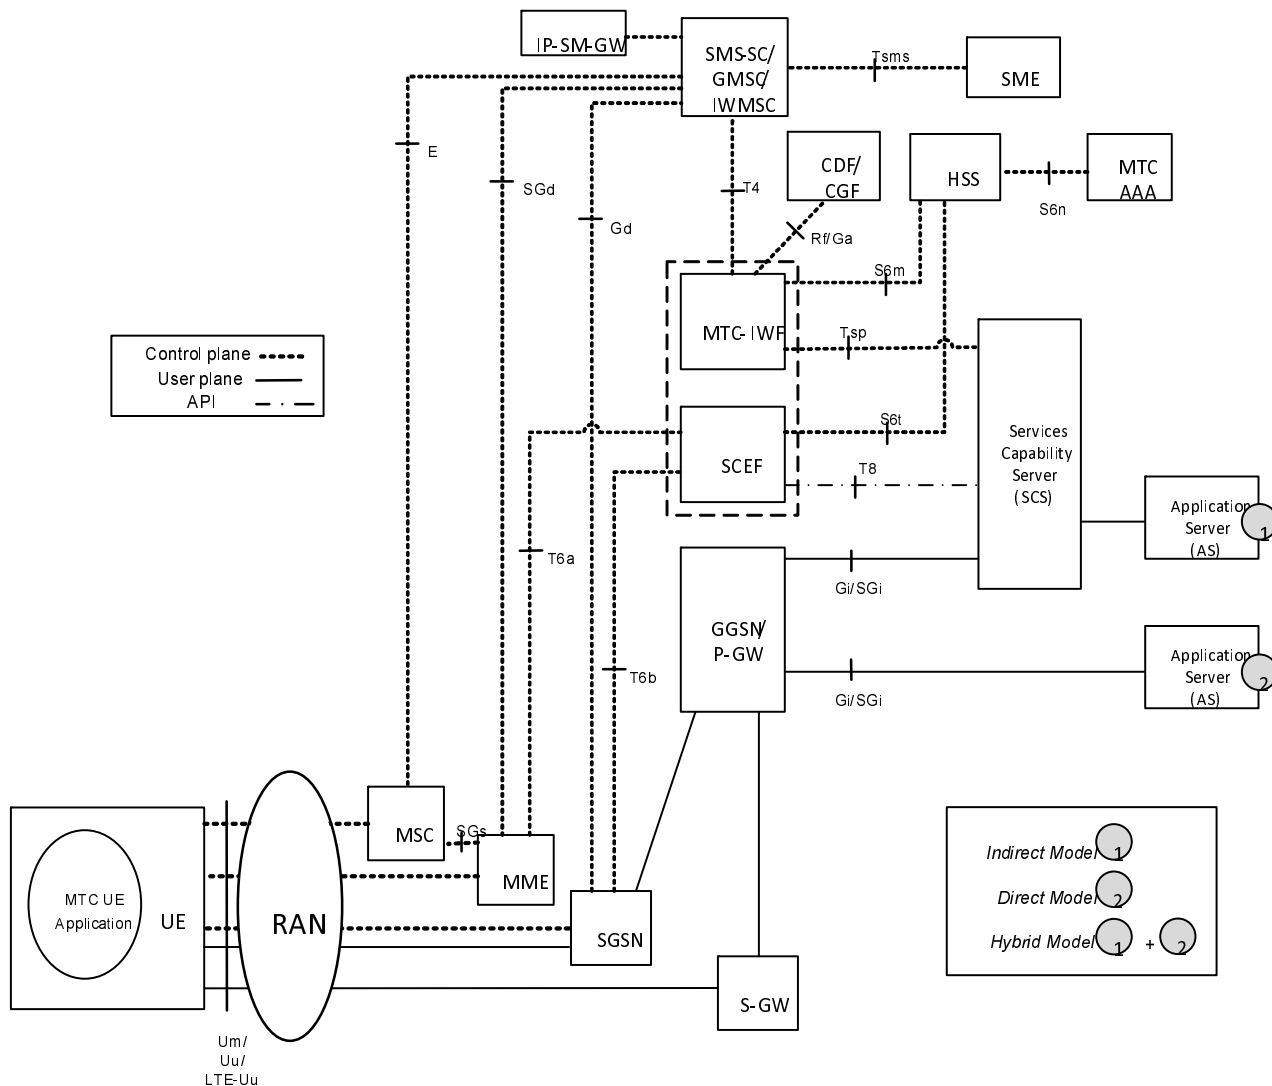 IP-SM-GW
SMS-SC/
GMSC/
IWMSC
Tsms
SME
E
SGd
Gd
T4
CDF/
CGF
Rf/Ga
HSS
S6n
MTC
AAA
S6m
MTC-IWF
Tsp
Control plane
User plane
API
S6t
SCEF
T8
Services
Capability
Server
(SCS)
Application
Server
(AS)
1
T6a
Gi/SGi
GGSN/
P-GW
T6b
Gi/SGi
Application
Server
(AS)
2
MSC
SGs
MME
MTC UE
Application
UE
RAN
SGSN
S-GW
Um/
Uu/
LTE-Uu
Indirect Model 1
Direct Model 2
Hybrid Model 1 + 2